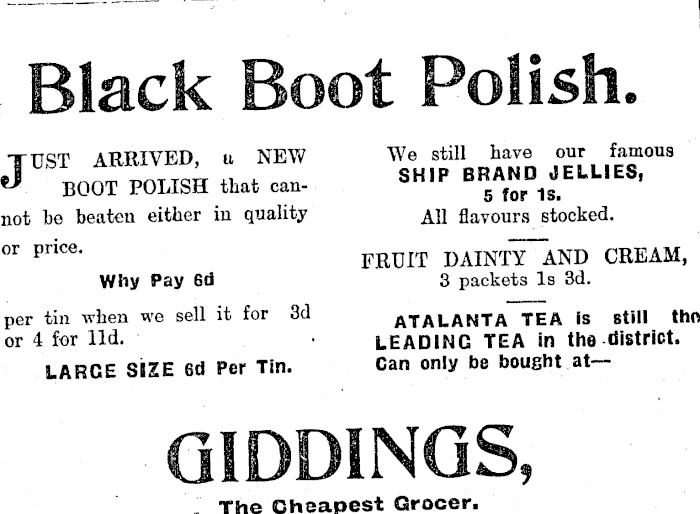 Black Boot Polish.
JUST ARRIVED, a NEW
BOOT POLISH that can-
not be beaten either in quality
or price.
Why Pay 6d
per tin when we sell it for 3d
or 4 for 11d.
LARGE SIZE 6d Per Tin.
We still have our famous
SHIP BRAND JELLIES,
5 for 1s.
All flavours stocked.
FRUIT DAINTY AND CREAM,
3 packets 1s 3d.
ATALANTA TEA is still the
LEADING TEA in the district.
Can only be bought at—
GIDDINGS,
The Cheapest Grocer.